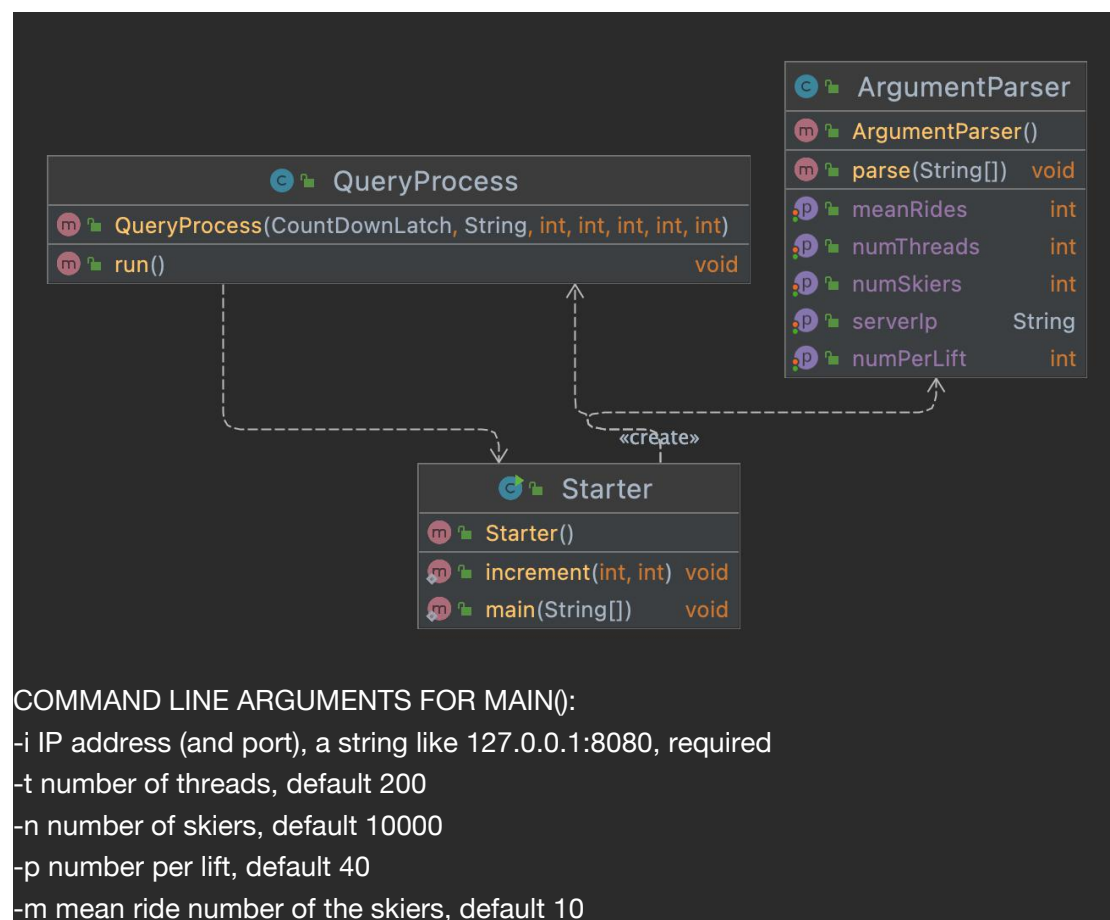 QueryProcess
QueryProcess(CountDownLatch, String, int, int, int, int, int)
run() void
ArgumentParser
ArgumentParser()
parse(String[]) void
meanRides int
numThreads int
numSkiers int
serverIp String
numPerLift int
«create»
Starter
Starter()
increment(int, int) void
main(String[]) void
COMMAND LINE ARGUMENTS FOR MAIN():
-i IP address (and port), a string like 127.0.0.1:8080, required
-t number of threads, default 200
-n number of skiers, default 10000
-p number per lift, default 40
-m mean ride number of the skiers, default 10